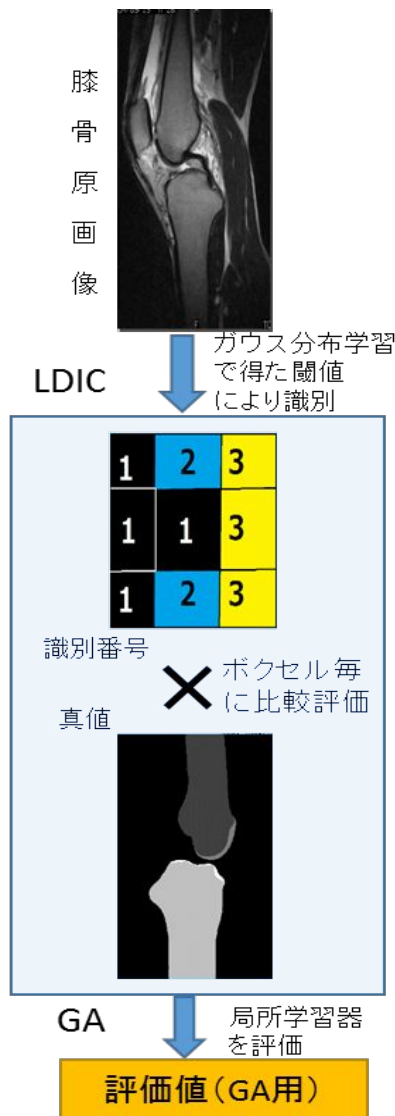 膝骨原画像
ガウス分布学習
で得た閾値
により識別
LDIC
1 2 3
1 1 3
1 2 3
識別番号
ボクセル毎
に比較評価
真値
GA
局所学習器
を評価
評価値（GA用）